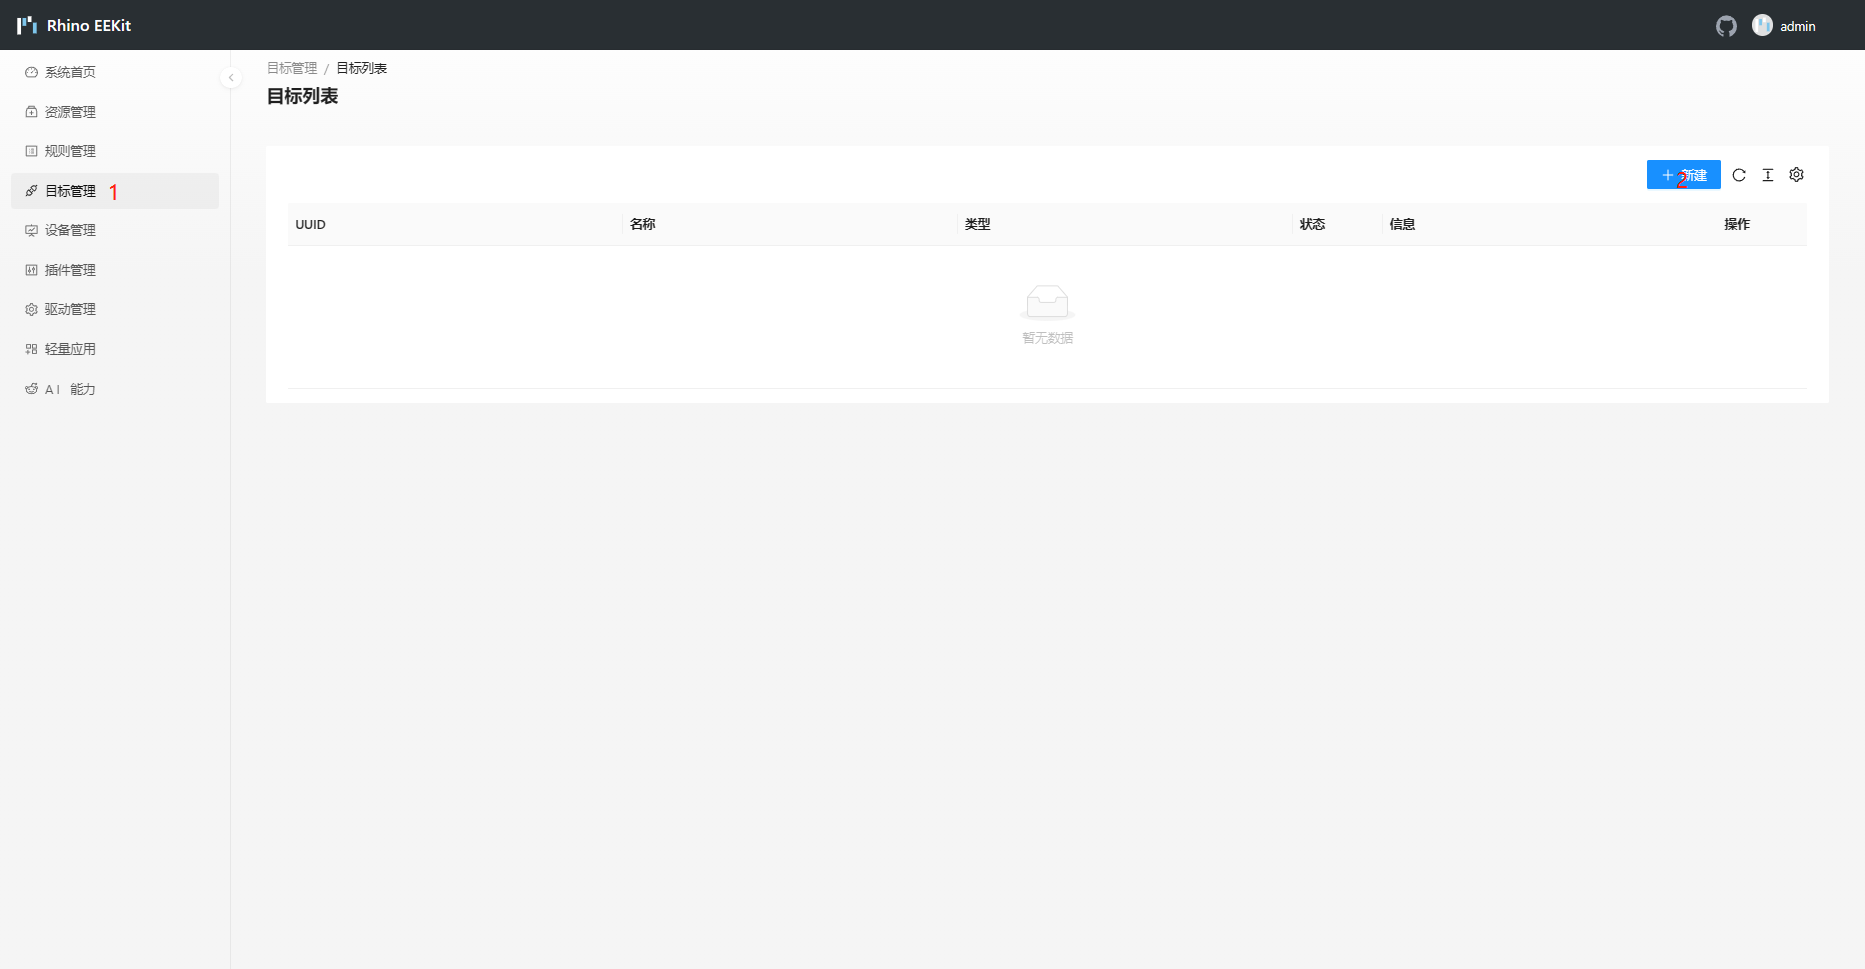 Rhino EEKit
admin
系统首页
资源管理
规则管理
目标管理 1
设备管理
插件管理
驱动管理
轻量应用
AI 能力
目标管理 / 目标列表
目标列表
新建 2
UUID 名称 类型 状态 信息 操作
暂无数据